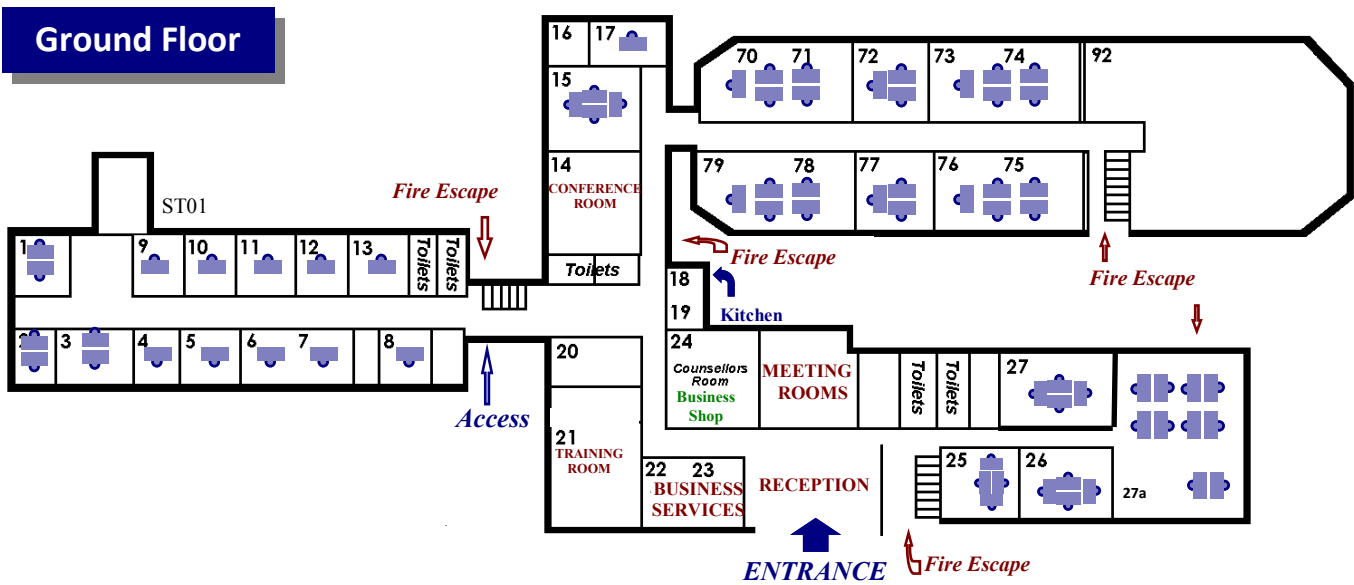 Ground Floor
16 17
70 71 72 73 74 92
15
14
CONFERENCE
ROOM
79 78 77 76 75
Fire Escape
ST01
1 9 10 11 12 13 Toilets Toilets
Toilets
Fire Escape
Fire Escape
18
19
Kitchen
2 3 4 5 6 7 8
20
24
Counsellors
Room
Business
Shop
MEETING
ROOMS
Toilets Toilets
27
Access
21
TRAINING
ROOM
22 23
BUSINESS
SERVICES
RECEPTION
25 26
27a
ENTRANCE
Fire Escape